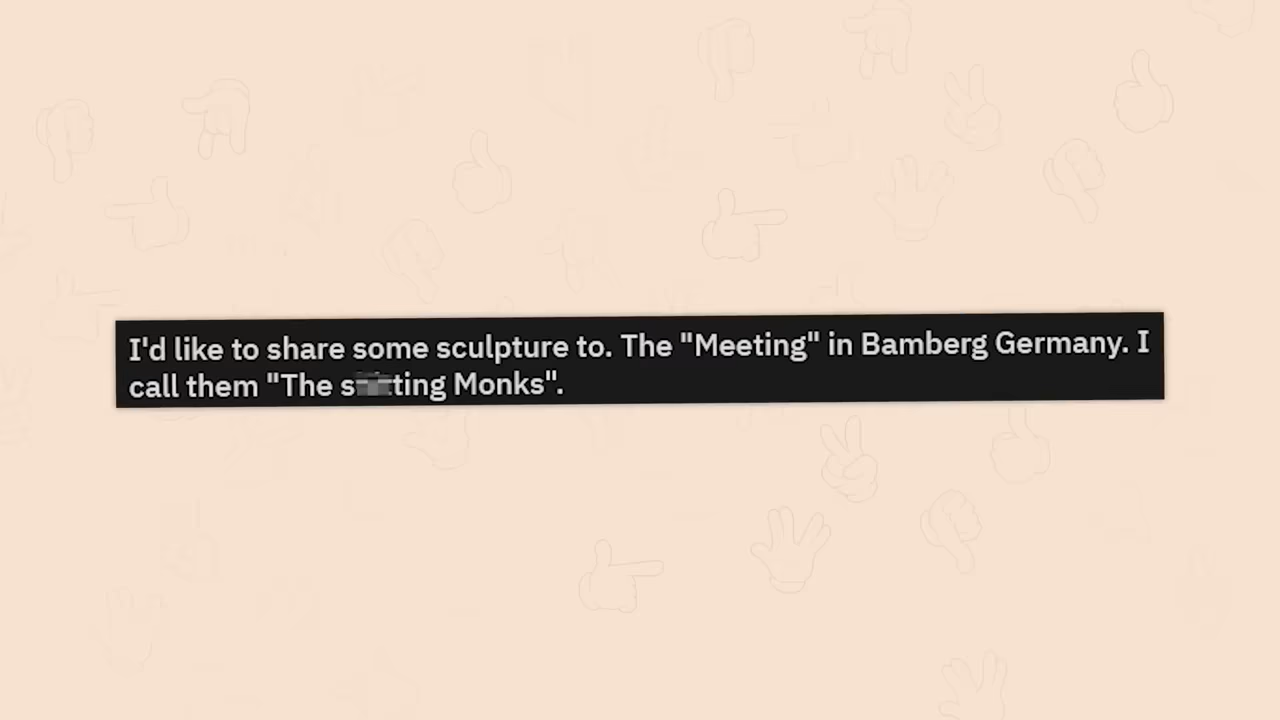 I'd like to share some sculpture to. The "Meeting" in Bamberg Germany. I
call them "The Monks".